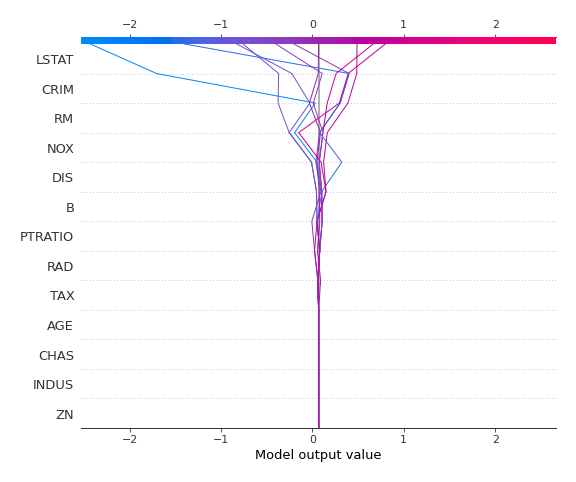 −2 −1 0 1 2
LSTAT
CRIM
RM
NOX
DIS
B
PTRATIO
RAD
TAX
AGE
CHAS
INDUS
ZN
−2 −1 0 1 2
Model output value